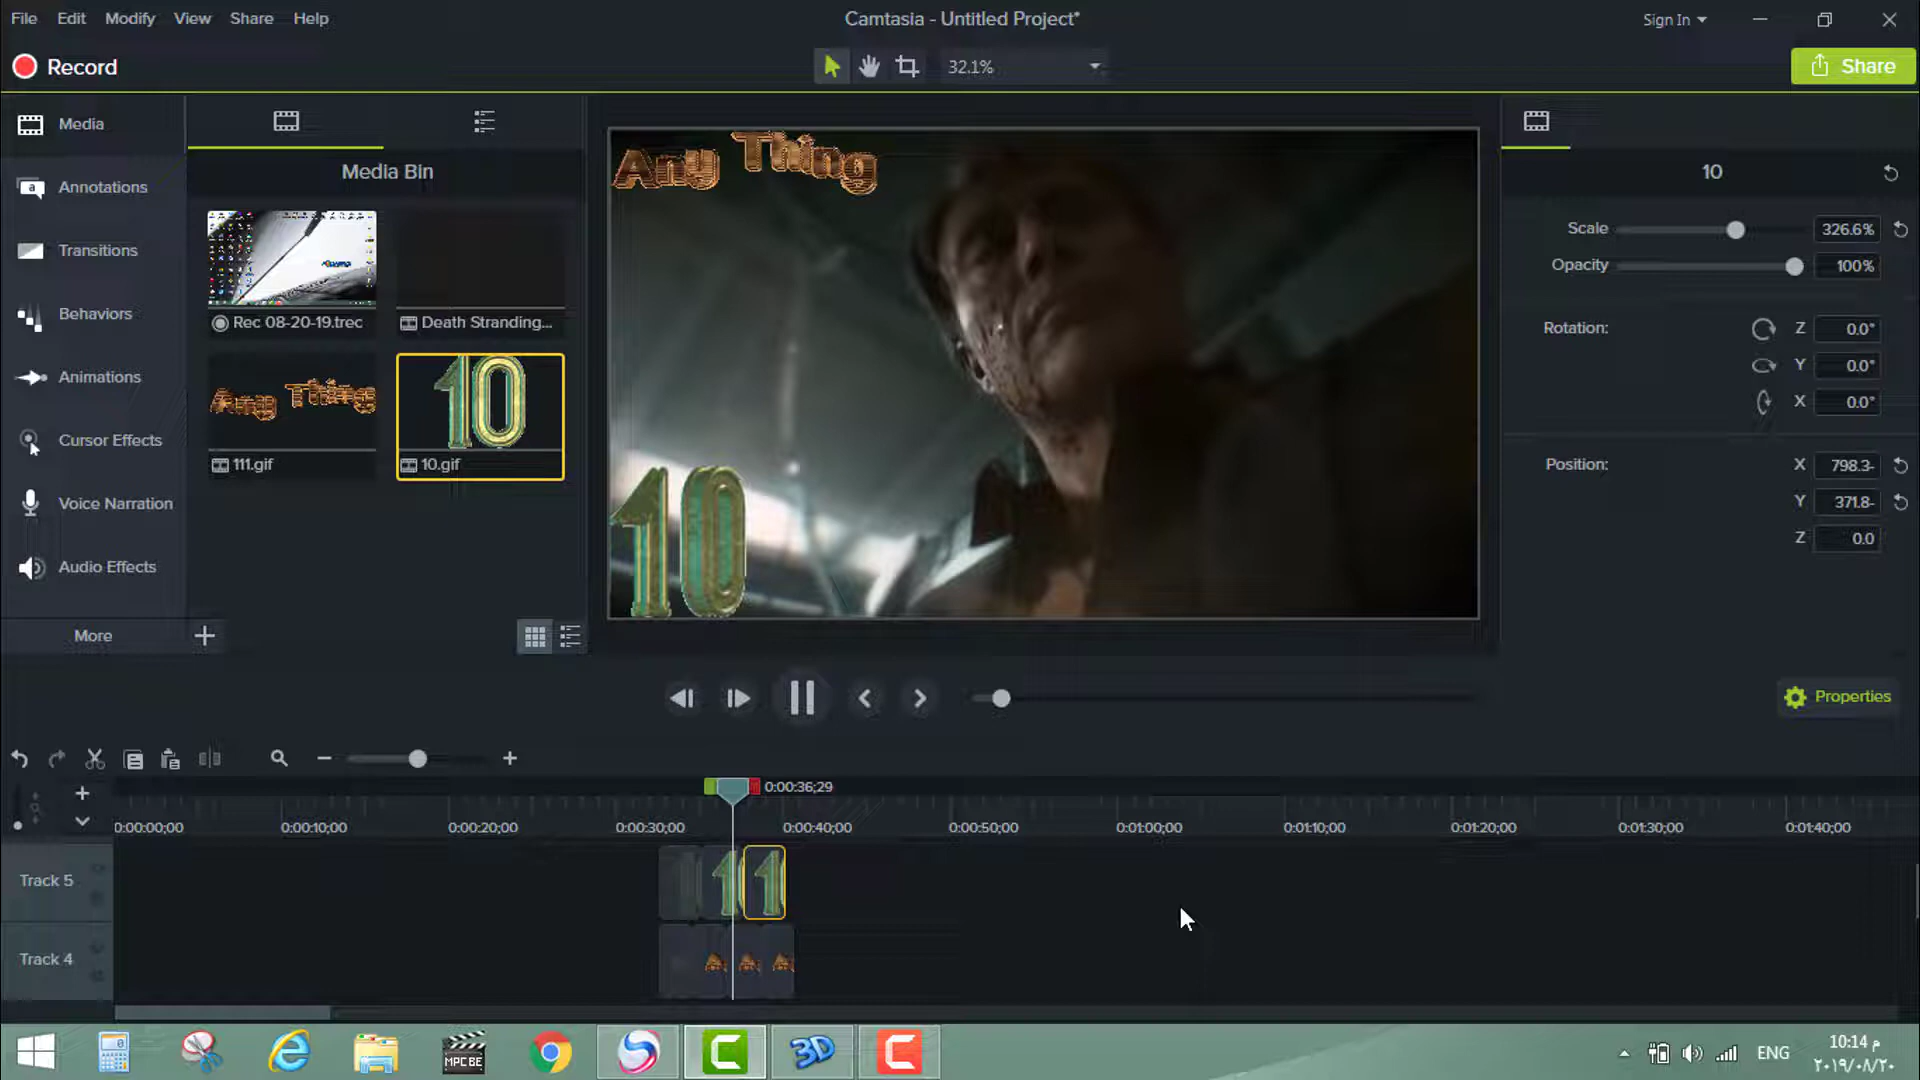 File Edit Modify View Share Help
Camtasia - Untitled Project*
Sign In
Record
32.1%
Share
Media
Annotations
Transitions
Behaviors
Animations
Cursor Effects
Voice Narration
Audio Effects
More
Media Bin
Rec 08-20-19.trec
Death Stranding...
Any Thing
111.gif
10
10.gif
Any Thing
10
10
Scale 326.6%
Opacity 100%
Rotation: Z 0.0°
Y 0.0°
X 0.0°
Position: X 798.3-
Y 371.8-
Z 0.0
Properties
0:00:36;29
0:00:00;00 0:00:10;00 0:00:20;00 0:00:30;00 0:00:40;00 0:00:50;00 0:01:00;00 0:01:10;00 0:01:20;00 0:01:30;00 0:01:40;00
Track 5
Track 4
MPC BE
3D
ENG
10:14 م
٢٠١٩/٠٨/٢٠